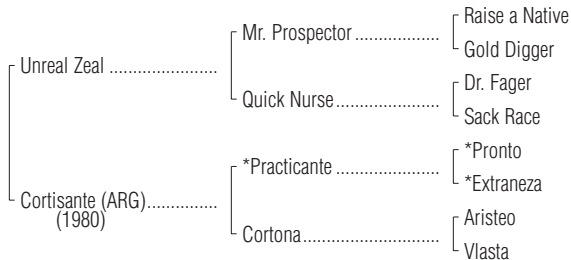 Raise a Native
Mr. Prospector ..................
Gold Digger
Unreal Zeal ......................
Dr. Fager
Quick Nurse......................
Sack Race
*Pronto
*Practicante ......................
*Extraneza
Cortisante (ARG)..............
(1980)
Aristeo
Cortona.............................
Vlasta